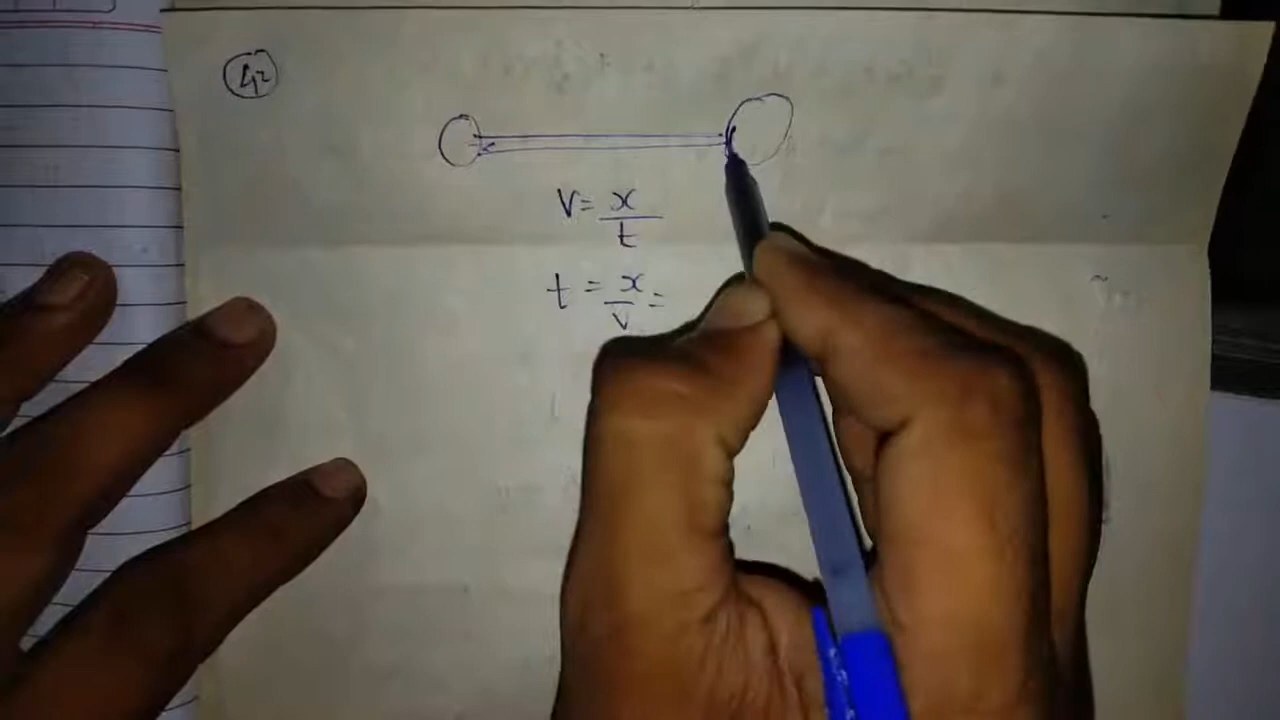 42
V = x
t
t = x =
v